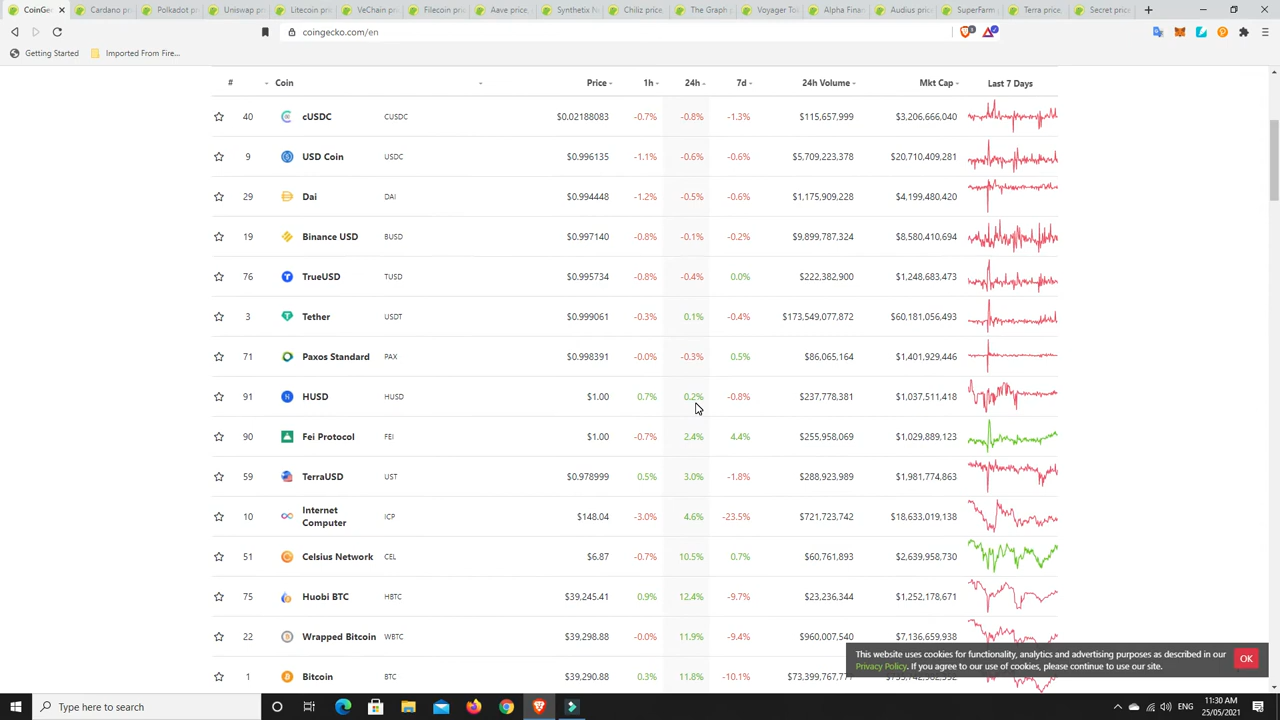 CoinGec
Cardano pri
Polkadot pr
Uniswap pr
Litecoin pric
VeChain pri
Filecoin pric
Aave price,
Synthetix N
Chiliz price,
The Graph
Voyager To
Alpha Finan
Audius price
SuperFarm
Terra price,
Secret price
coingecko.com/en
Getting Started Imported From Fire...
# Coin Price 1h 24h 7d 24h Volume Mkt Cap Last 7 Days
40 cUSDC CUSDC $0.02188083 -0.7% -0.8% -1.3% $115,657,999 $3,206,666,040
9 USD Coin USDC $0.996135 -1.1% -0.6% -0.6% $5,709,223,378 $20,710,409,281
29 Dai DAI $0.994448 -1.2% -0.5% -0.6% $1,175,909,228 $4,199,480,420
19 Binance USD BUSD $0.997140 -0.8% -0.1% -0.2% $9,899,787,324 $8,580,410,694
76 TrueUSD TUSD $0.995734 -0.8% -0.4% 0.0% $222,382,900 $1,248,683,473
3 Tether USDT $0.999061 -0.3% 0.1% -0.4% $173,549,077,872 $60,181,056,493
71 Paxos Standard PAX $0.998391 -0.0% -0.3% 0.5% $86,065,164 $1,401,929,446
91 HUSD HUSD $1.00 0.7% 0.2% -0.8% $237,778,381 $1,037,511,418
90 Fei Protocol FEI $1.00 -0.7% 2.4% 4.4% $255,958,069 $1,029,889,123
59 TerraUSD UST $0.978999 0.5% 3.0% -1.8% $288,923,989 $1,981,774,863
10 Internet Computer ICP $148.04 -3.0% 4.6% -23.5% $721,723,742 $18,633,019,138
51 Celsius Network CEL $6.87 -0.7% 10.5% 0.7% $60,761,893 $2,639,958,730
75 Huobi BTC HBTC $39,245.41 0.9% 12.4% -9.7% $23,236,344 $1,252,178,671
22 Wrapped Bitcoin WBTC $39,298.88 -0.0% 11.9% -9.4% $960,007,540 $7,136,659,938
1 Bitcoin BTC $39,290.88 0.3% 11.8% -10.1%
This website uses cookies for functionality, analytics and advertising purposes as described in our
Privacy Policy. If you agree to our use of cookies, please continue to use our site.
OK
Type here to search
ENG
11:30 AM
25/05/2021